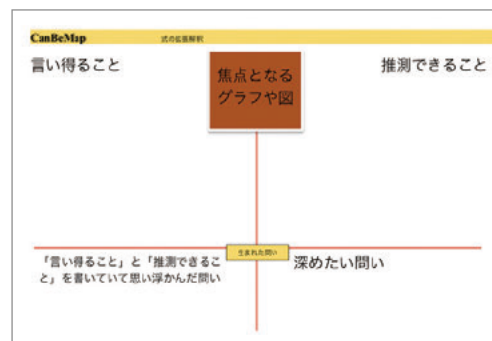 CanBeMap
式の拡張解釈
言い得ること
焦点となる
グラフや図
推測できること
生まれた問い
「言い得ること」と「推測できるこ
と」を書いていて思い浮かんだ問い
深めたい問い